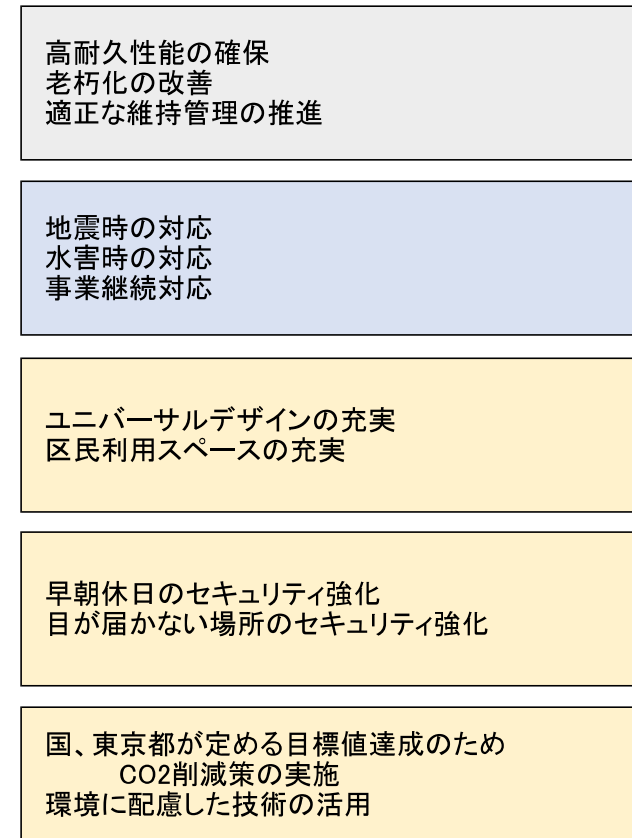 高耐久性能の確保
老朽化の改善
適正な維持管理の推進
地震時の対応
水害時の対応
事業継続対応
ユニバーサルデザインの充実
区民利用スペースの充実
早朝休日のセキュリティ強化
目が届かない場所のセキュリティ強化
国、東京都が定める目標値達成のため
CO2削減策の実施
環境に配慮した技術の活用